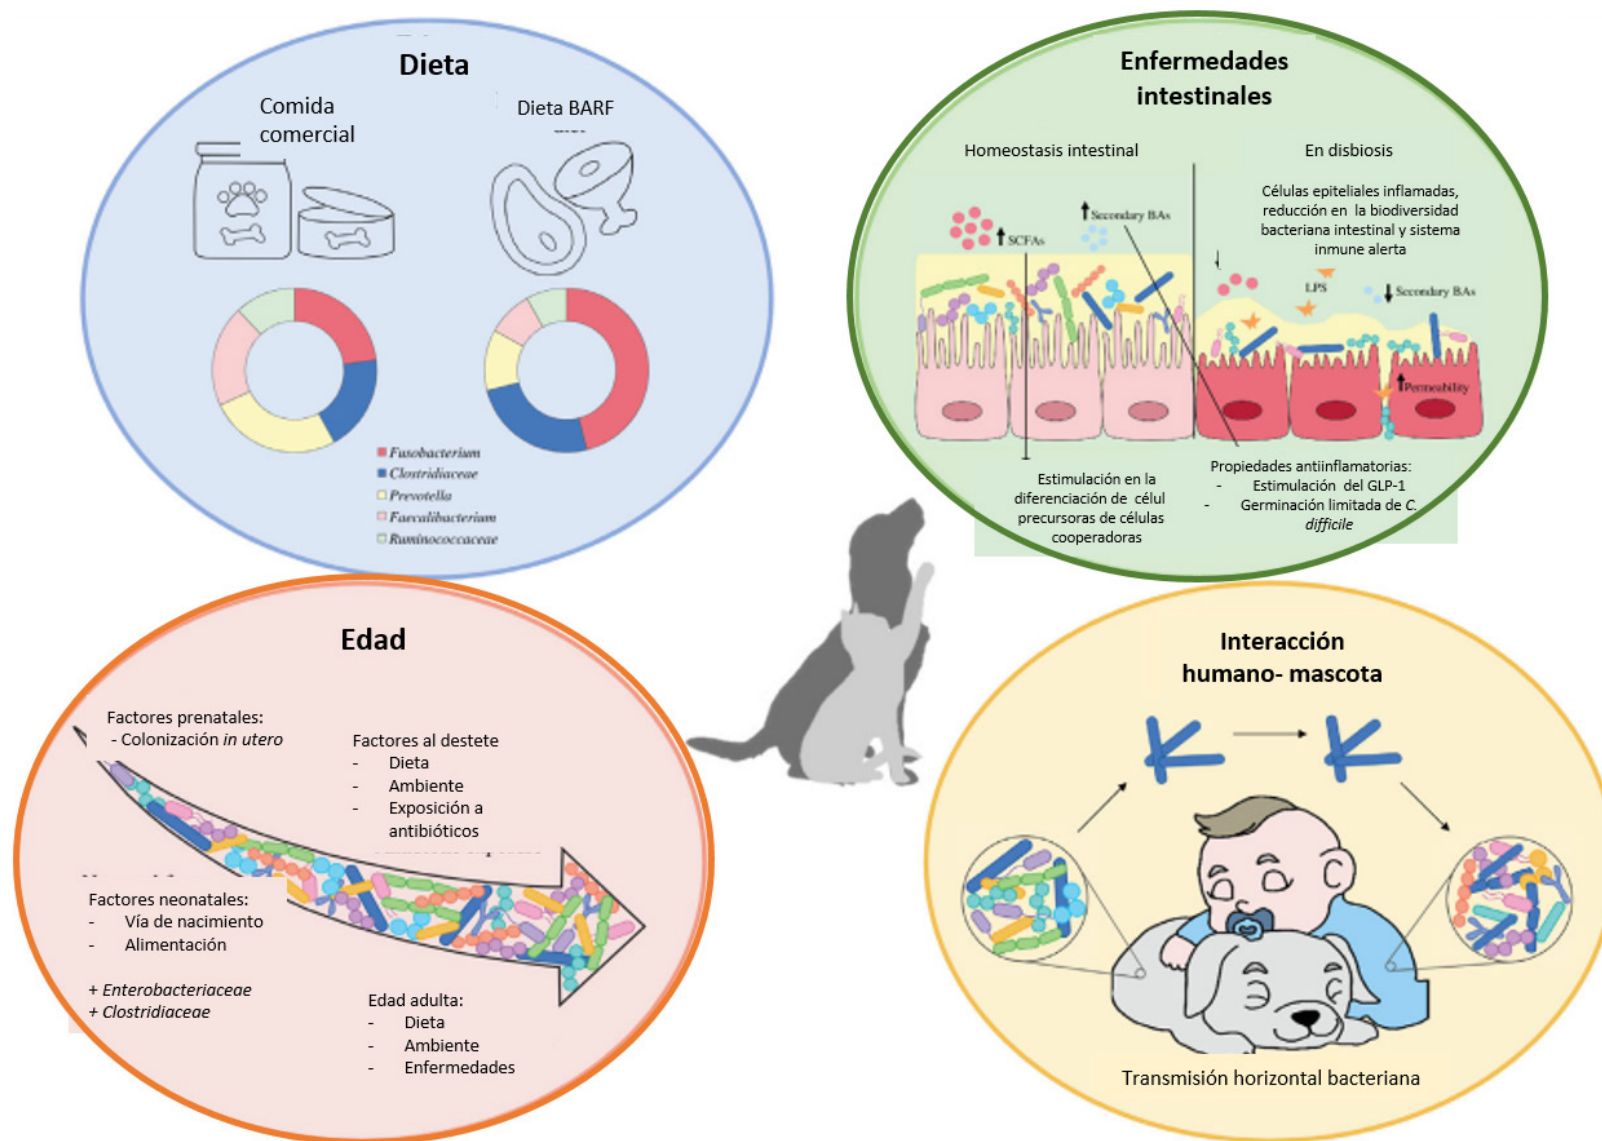 Dieta
Comida
comercial
Dieta BARF
Fusobacterium
Clostridiaceae
Prevotella
Faecalibacterium
Ruminococcaceae
Enfermedades
intestinales
Homeostasis intestinal
En disbiosis
Células epiteliales inflamadas,
reducción en la biodiversidad
bacteriana intestinal y sistema
inmune alerta
SCFAs
Secondary BAs
LPS
Secondary BAs
Permeability
Estimulación en la
diferenciación de célul
precursoras de células
cooperadoras
Propiedades antiinflamatorias:
- Estimulación del GLP-1
- Germinación limitada de C.
difficile
Edad
Factores prenatales:
- Colonización in utero
Factores al destete
- Dieta
- Ambiente
- Exposición a
antibióticos
Factores neonatales:
- Vía de nacimiento
- Alimentación
+ Enterobacteriaceae
+ Clostridiaceae
Edad adulta:
- Dieta
- Ambiente
- Enfermedades
Interacción
humano- mascota
Transmisión horizontal bacteriana